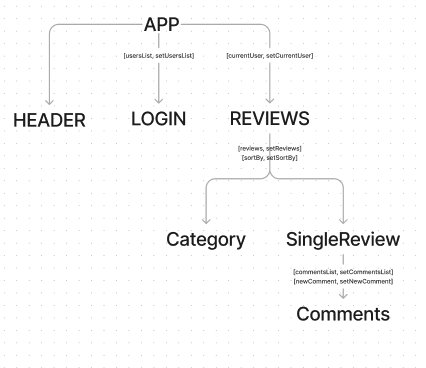 APP
[usersList, setUsersList]
[currentUser, setCurrentUser]
HEADER
LOGIN
REVIEWS
[reviews, setReviews]
[sortBy, setSortBy]
Category
SingleReview
[commentsList, setCommentsList]
[newComment, setNewComment]
Comments